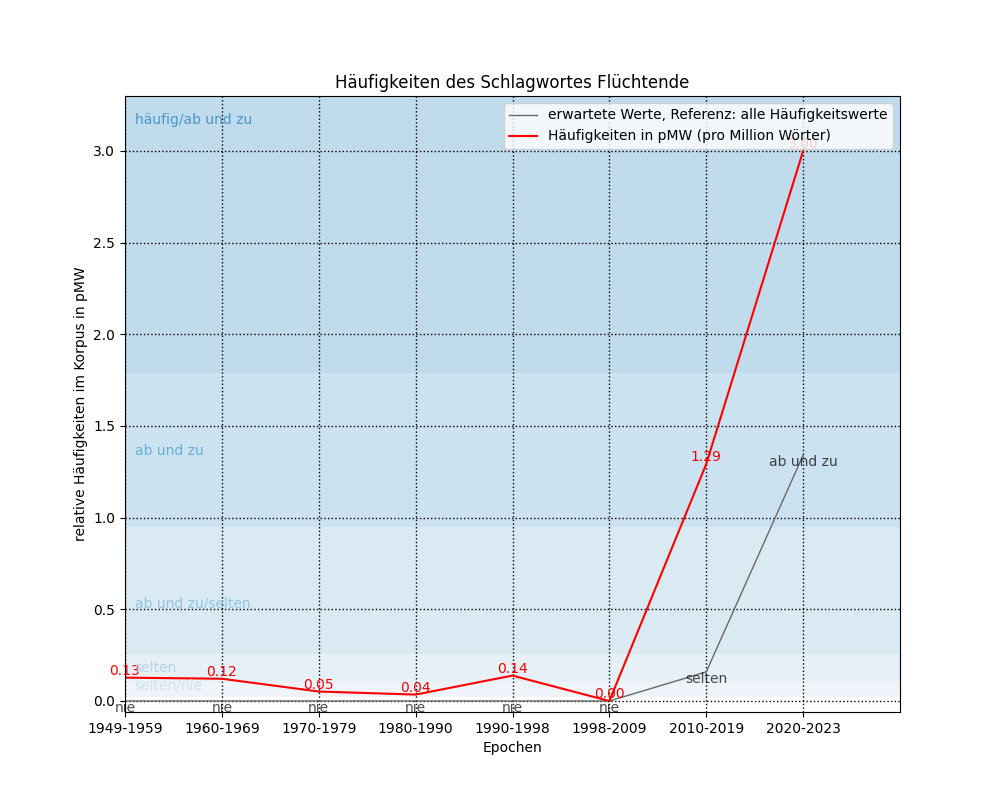 Häufigkeiten des Schlagwortes Flüchtende
erwartete Werte, Referenz: alle Häufigkeitswerte
Häufigkeiten in pMW (pro Million Wörter)
relative Häufigkeiten im Korpus in pMW
3.0
2.5
2.0
1.5
1.0
0.5
0.0
häufig/ab und zu
ab und zu
ab und zu/selten
selten
selten/nie
0.13
0.12
0.05
0.04
0.14
0.00
1.29
3.00
nie
nie
nie
nie
nie
nie
selten
ab und zu
1949-1959
1960-1969
1970-1979
1980-1990
1990-1998
1998-2009
2010-2019
2020-2023
Epochen